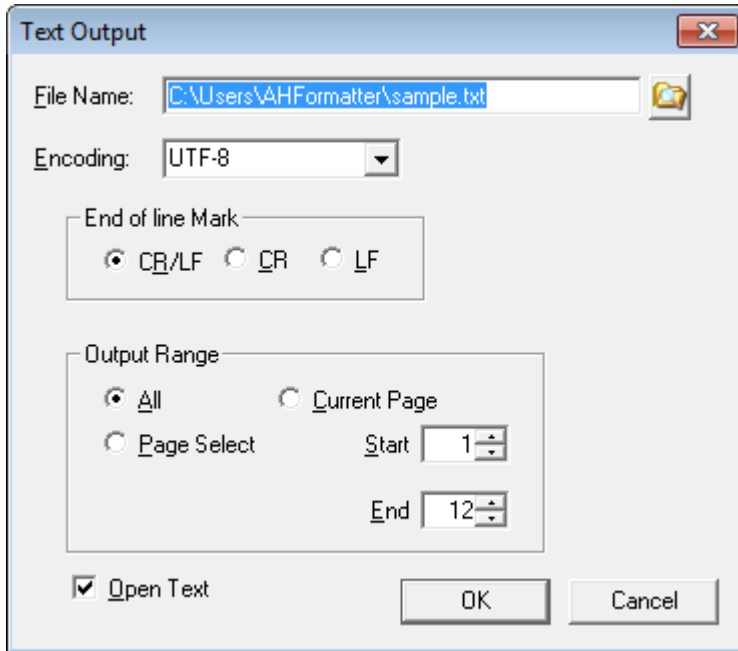 Text Output
File Name: C:\Users\AHFormatter\sample.txt
Encoding: UTF-8
End of line Mark
CR/LF CR LF
Output Range
All Current Page
Page Select Start 1
End 12
Open Text OK Cancel